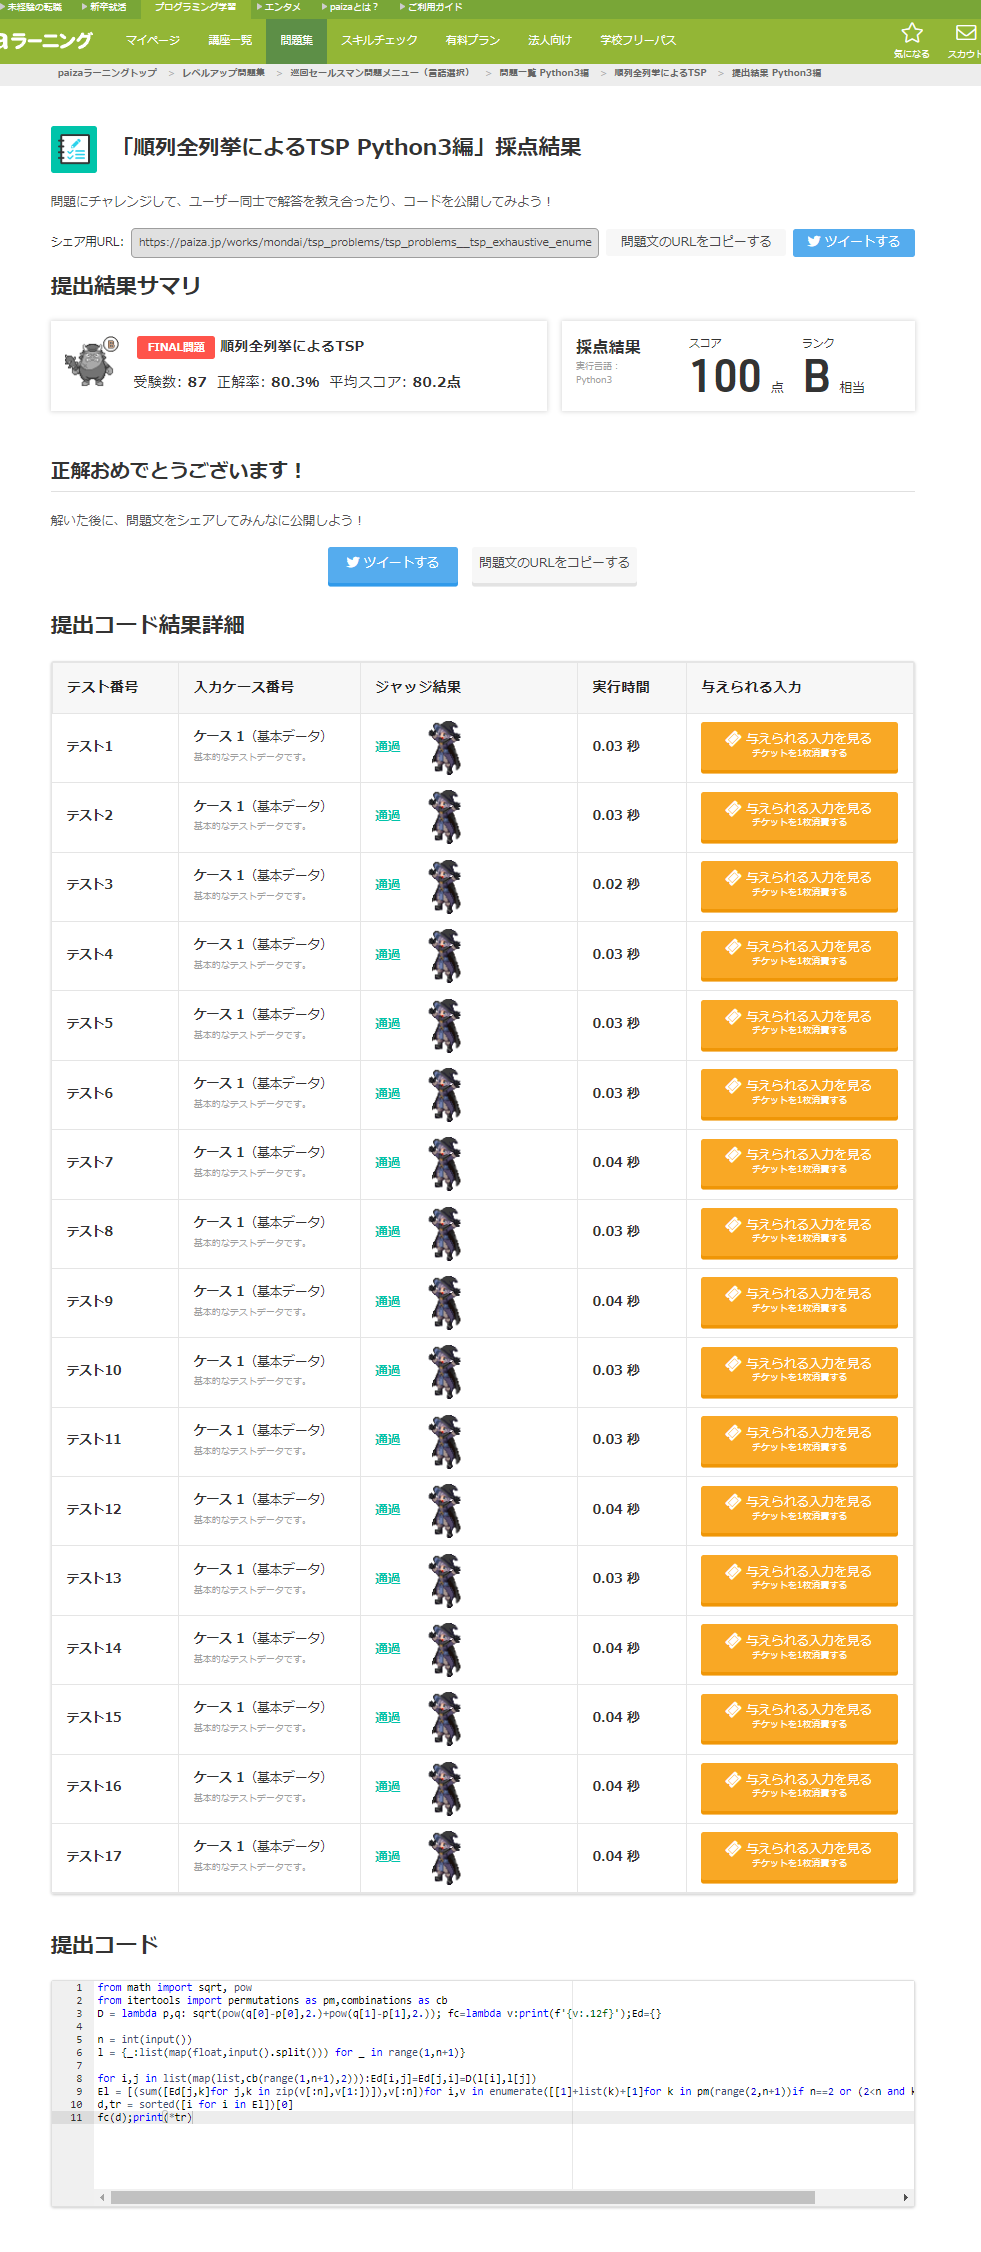 未経験の転職 新卒就活 プログラミング学習 エンタメ paizaとは？ ご利用ガイド
aラーニング マイページ 講座一覧 問題集 スキルチェック 有料プラン 法人向け 学校フリーパス 気になる スカウト
paizaラーニングトップ > レベルアップ問題集 > 巡回セールスマン問題メニュー（言語選択） > 問題一覧 Python3編 > 順列全列挙によるTSP > 提出結果 Python3編
「順列全列挙によるTSP Python3編」採点結果
問題にチャレンジして、ユーザー同士で解答を教え合ったり、コードを公開してみよう！
シェア用URL: https://paiza.jp/works/mondai/tsp_problems/tsp_problems__tsp_exhaustive_enume 問題文のURLをコピーする ツイートする
提出結果サマリ
B FINAL問題 順列全列挙によるTSP
受験数: 87 正解率: 80.3% 平均スコア: 80.2点
採点結果 スコア ランク
実行言語：
Python3
100 点 B 相当
正解おめでとうございます！
解いた後に、問題文をシェアしてみんなに公開しよう！
ツイートする 問題文のURLをコピーする
提出コード結果詳細
テスト番号 入力ケース番号 ジャッジ結果 実行時間 与えられる入力
テスト1 ケース 1（基本データ） 通過 0.03 秒 与えられる入力を見る
基本的なテストデータです。 チケットを1枚消費する
テスト2 ケース 1（基本データ） 通過 0.03 秒 与えられる入力を見る
基本的なテストデータです。 チケットを1枚消費する
テスト3 ケース 1（基本データ） 通過 0.02 秒 与えられる入力を見る
基本的なテストデータです。 チケットを1枚消費する
テスト4 ケース 1（基本データ） 通過 0.03 秒 与えられる入力を見る
基本的なテストデータです。 チケットを1枚消費する
テスト5 ケース 1（基本データ） 通過 0.03 秒 与えられる入力を見る
基本的なテストデータです。 チケットを1枚消費する
テスト6 ケース 1（基本データ） 通過 0.03 秒 与えられる入力を見る
基本的なテストデータです。 チケットを1枚消費する
テスト7 ケース 1（基本データ） 通過 0.04 秒 与えられる入力を見る
基本的なテストデータです。 チケットを1枚消費する
テスト8 ケース 1（基本データ） 通過 0.03 秒 与えられる入力を見る
基本的なテストデータです。 チケットを1枚消費する
テスト9 ケース 1（基本データ） 通過 0.04 秒 与えられる入力を見る
基本的なテストデータです。 チケットを1枚消費する
テスト10 ケース 1（基本データ） 通過 0.03 秒 与えられる入力を見る
基本的なテストデータです。 チケットを1枚消費する
テスト11 ケース 1（基本データ） 通過 0.03 秒 与えられる入力を見る
基本的なテストデータです。 チケットを1枚消費する
テスト12 ケース 1（基本データ） 通過 0.04 秒 与えられる入力を見る
基本的なテストデータです。 チケットを1枚消費する
テスト13 ケース 1（基本データ） 通過 0.03 秒 与えられる入力を見る
基本的なテストデータです。 チケットを1枚消費する
テスト14 ケース 1（基本データ） 通過 0.04 秒 与えられる入力を見る
基本的なテストデータです。 チケットを1枚消費する
テスト15 ケース 1（基本データ） 通過 0.04 秒 与えられる入力を見る
基本的なテストデータです。 チケットを1枚消費する
テスト16 ケース 1（基本データ） 通過 0.04 秒 与えられる入力を見る
基本的なテストデータです。 チケットを1枚消費する
テスト17 ケース 1（基本データ） 通過 0.04 秒 与えられる入力を見る
基本的なテストデータです。 チケットを1枚消費する
提出コード
1 from math import sqrt, pow
2 from itertools import permutations as pm,combinations as cb
3 D = lambda p,q: sqrt(pow(q[0]-p[0],2.)+pow(q[1]-p[1],2.)); fc=lambda v:print(f'{v:.12f}');Ed={}
4
5 n = int(input())
6 l = {_:list(map(float,input().split())) for _ in range(1,n+1)}
7
8 for i,j in list(map(list,cb(range(1,n+1),2))):Ed[i,j]=Ed[j,i]=D(l[i],l[j])
9 El = [(sum([Ed[j,k]for j,k in zip(v[:n],v[1:])]),v[:n])for i,v in enumerate([[1]+list(k)+[1]for k in pm(range(2,n+1))if n==2 or (2<n and k
10 d,tr = sorted([i for i in El])[0]
11 fc(d);print(*tr)